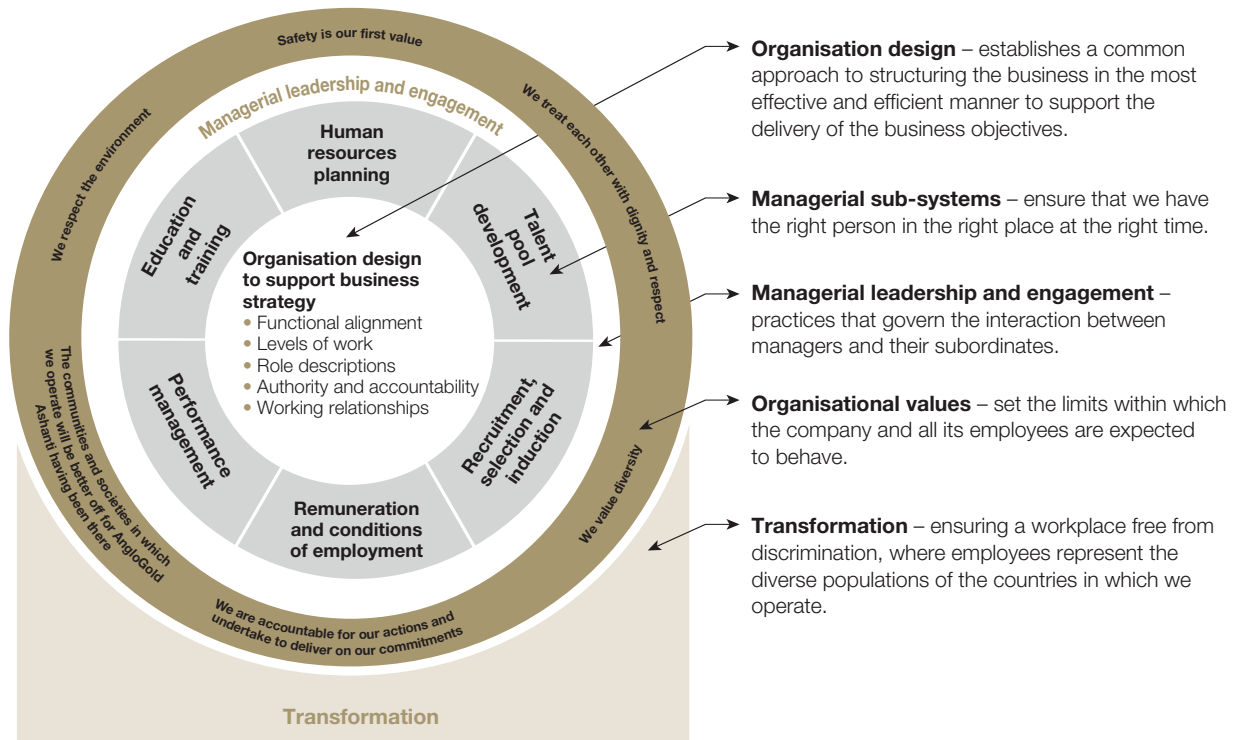 Safety is our first value
We treat each other with dignity and respect
We value diversity
We are accountable for our actions and
undertake to deliver on our commitments
The communities and societies in which
we operate will be better off for AngloGold
Ashanti having been there
We respect the environment
Managerial leadership and engagement
Human
resources
planning
Talent
pool
development
Recruitment,
selection and
induction
Remuneration
and conditions
of employment
Performance
management
Education
and
training
Organisation design
to support business
strategy
• Functional alignment
• Levels of work
• Role descriptions
• Authority and accountability
• Working relationships
Transformation
Organisation design – establishes a common
approach to structuring the business in the most
effective and efficient manner to support the
delivery of the business objectives.
Managerial sub-systems – ensure that we have
the right person in the right place at the right time.
Managerial leadership and engagement –
practices that govern the interaction between
managers and their subordinates.
Organisational values – set the limits within which
the company and all its employees are expected
to behave.
Transformation – ensuring a workplace free from
discrimination, where employees represent the
diverse populations of the countries in which we
operate.